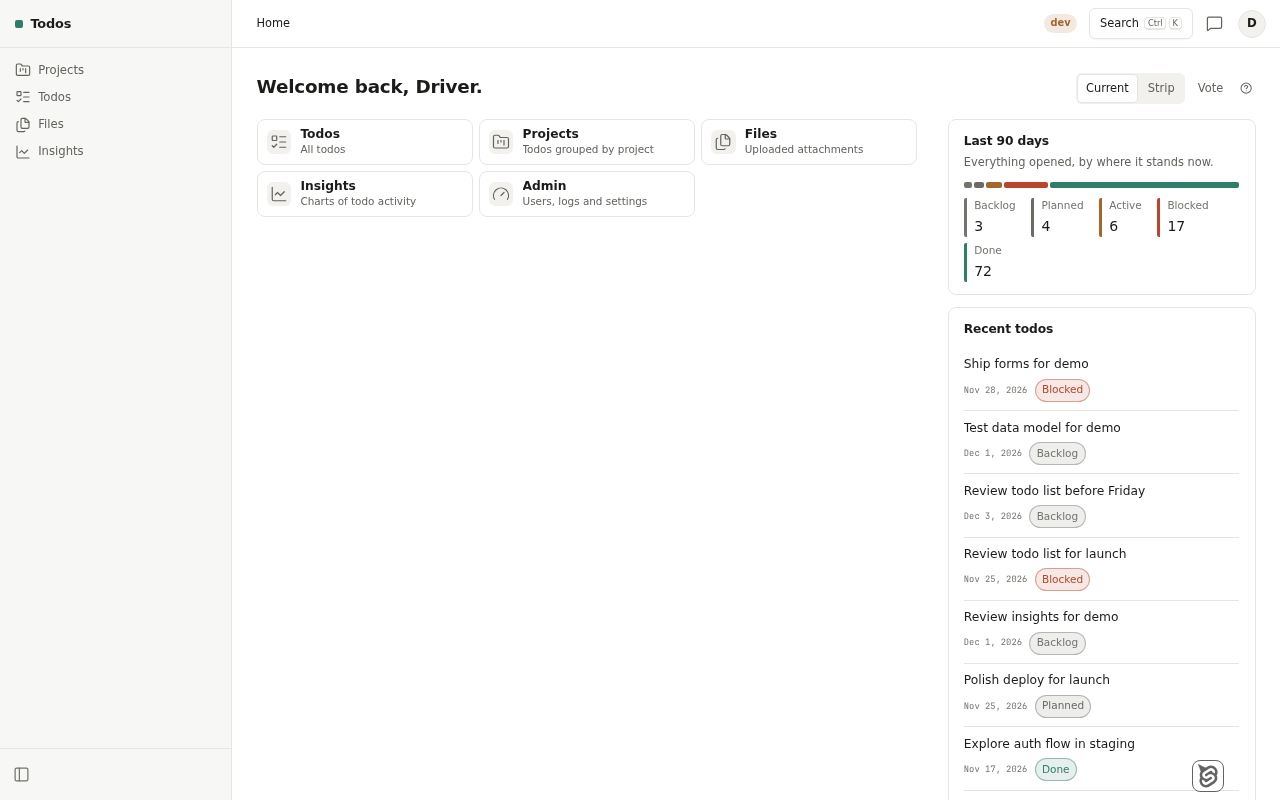 Todos
Home
dev
Search Ctrl K
D
Projects
Todos
Files
Insights
Welcome back, Driver.
Current Strip Vote
Todos
All todos
Projects
Todos grouped by project
Files
Uploaded attachments
Insights
Charts of todo activity
Admin
Users, logs and settings
Last 90 days
Everything opened, by where it stands now.
Backlog
3
Planned
4
Active
6
Blocked
17
Done
72
Recent todos
Ship forms for demo
Nov 28, 2026 Blocked
Test data model for demo
Dec 1, 2026 Backlog
Review todo list before Friday
Dec 3, 2026 Backlog
Review todo list for launch
Nov 25, 2026 Blocked
Review insights for demo
Dec 1, 2026 Backlog
Polish deploy for launch
Nov 25, 2026 Planned
Explore auth flow in staging
Nov 17, 2026 Done